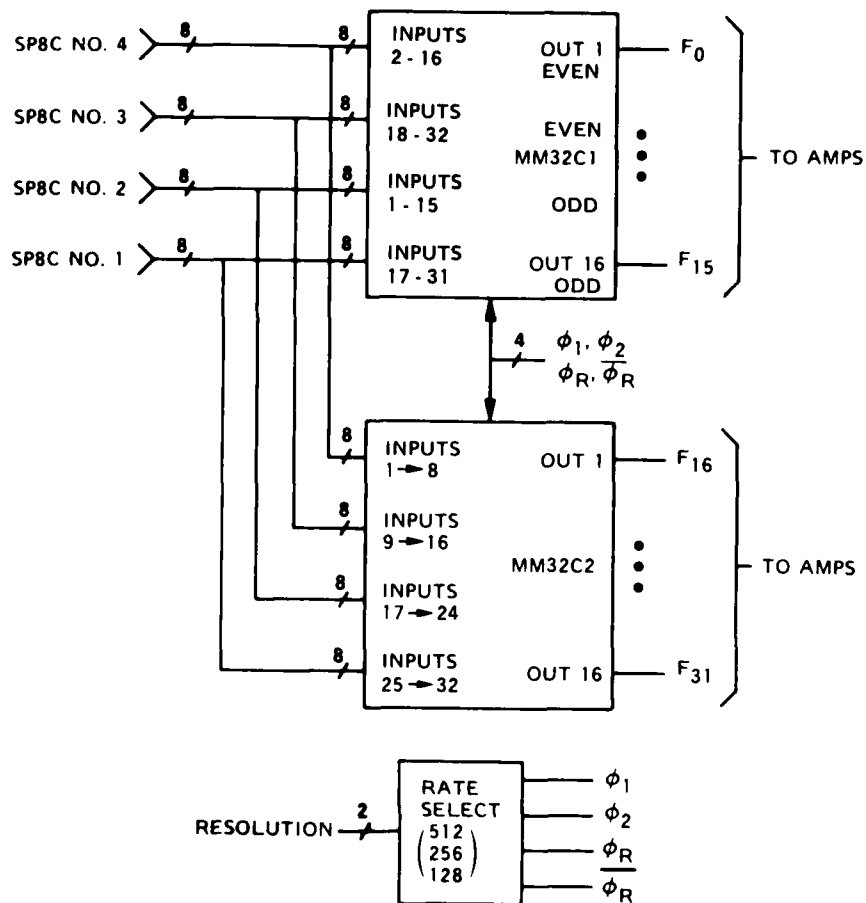 SP8C NO. 4 8 8 INPUTS 2 - 16 OUT 1 EVEN F0
SP8C NO. 3 8 8 INPUTS 18 - 32 EVEN
MM32C1 TO AMPS
SP8C NO. 2 8 8 INPUTS 1 - 15 ODD
SP8C NO. 1 8 8 INPUTS 17 - 31 OUT 16 ODD F15
4 ϕ1, ϕ2
ϕR, ϕ̅R
8 INPUTS 1 → 8 OUT 1 F16
8 INPUTS 9 → 16
MM32C2 TO AMPS
8 INPUTS 17 → 24
8 INPUTS 25 → 32 OUT 16 F31
RATE ϕ1
SELECT ϕ2
RESOLUTION 2 (512
256 ϕR
128) ϕ̅R